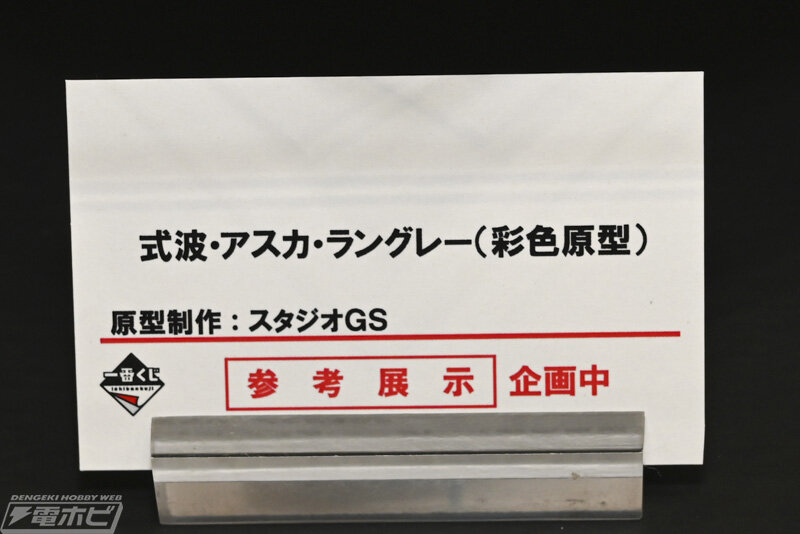 式波・アスカ・ラングレー(彩色原型)
原型制作：スタジオGS
一番くじ
ichibankuji
参考展示 企画中
DENGEKI HOBBY WEB
電ホビ